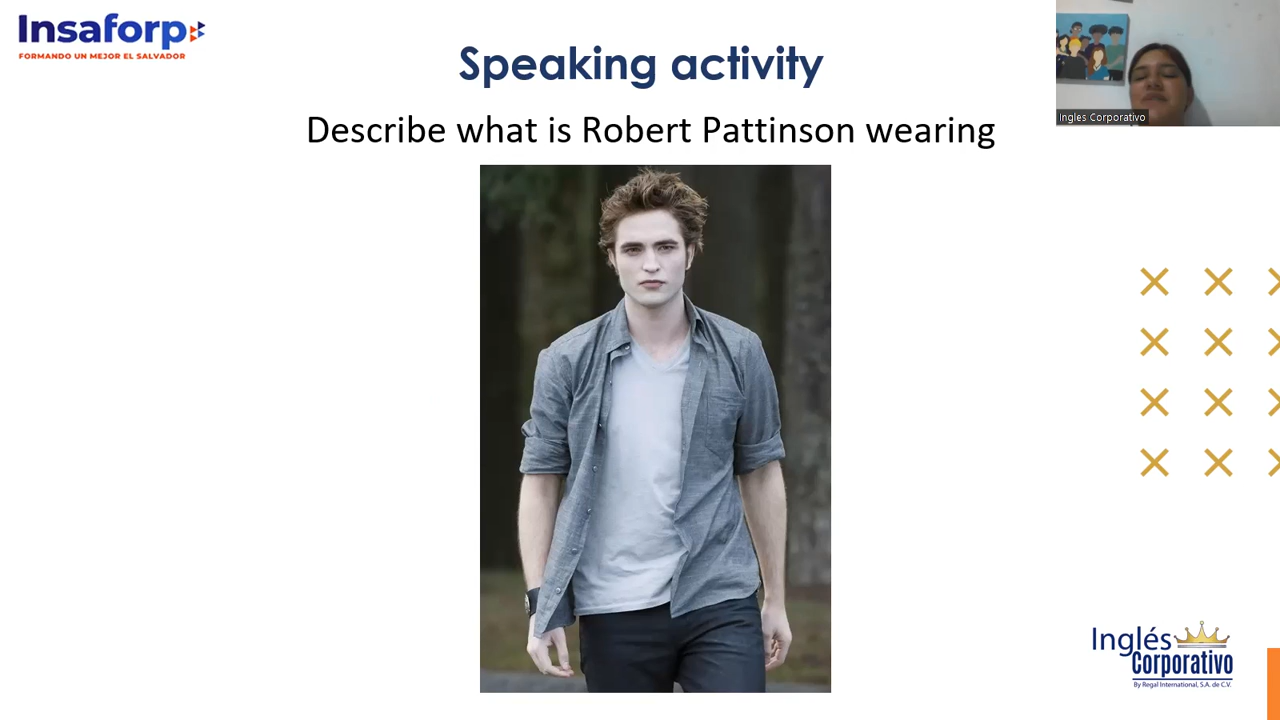 Insaforp
FORMANDO UN MEJOR EL SALVADOR
Speaking activity
Describe what is Robert Pattinson wearing
Ingles Corporativo
Inglés
Corporativo
By Regal International, S.A. de C.V.